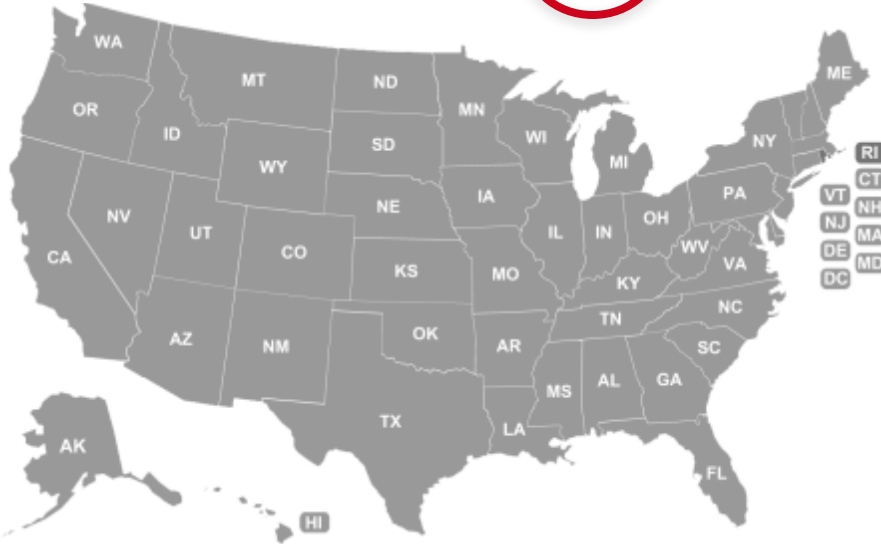 WA
ME
MT
ND
OR
MN
NY
ID
WI
SD
RI
MI
WY
CT
PA
VT
IA
NE
NH
NV
OH
NJ
UT
IL
IN
MA
WV
CO
DE
CA
VA
MD
KS
MO
DC
KY
NC
TN
OK
AZ
NM
AR
SC
GA
AL
MS
TX
LA
AK
FL
HI